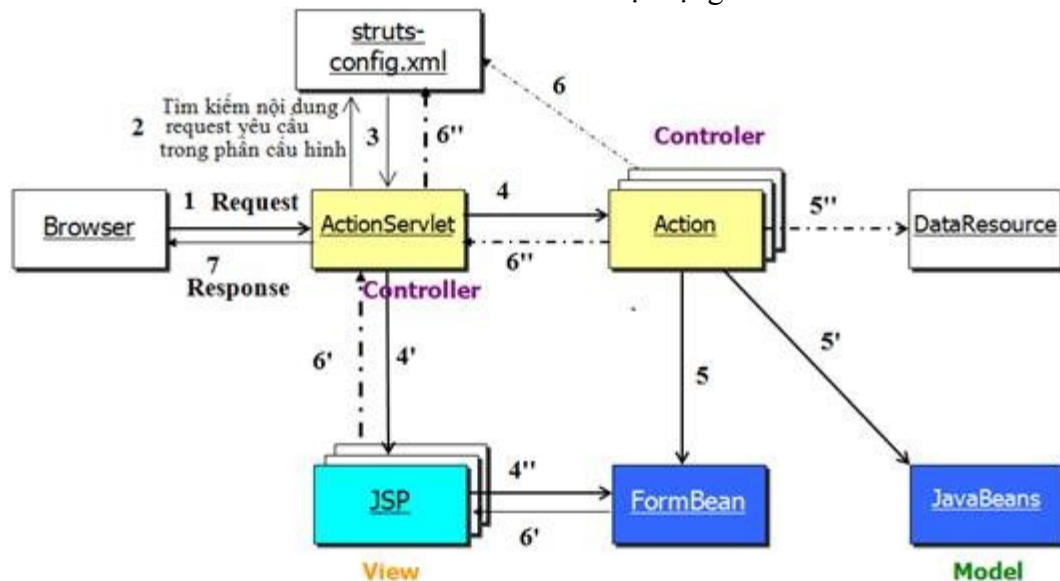 struts-
config.xml
6
2
Tìm kiếm nội dung
request yêu cầu
trong phần cấu hình
3
6"
Controler
1 Request
4
5"
Browser
ActionServlet
Action
DataResource
7
Response
6"
Controller
6'
4'
5
5'
4"
JSP
FormBean
JavaBeans
6'
View
Model